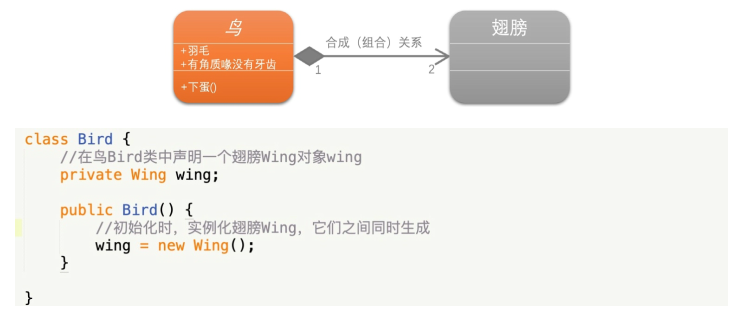 鸟
+羽毛
+有角质喙没有牙齿
+下蛋()
合成（组合）关系
1
2
翅膀
class Bird {
//在鸟Bird类中声明一个翅膀Wing对象wing
private Wing wing;
public Bird() {
//初始化时，实例化翅膀Wing，它们之间同时生成
wing = new Wing();
}
}